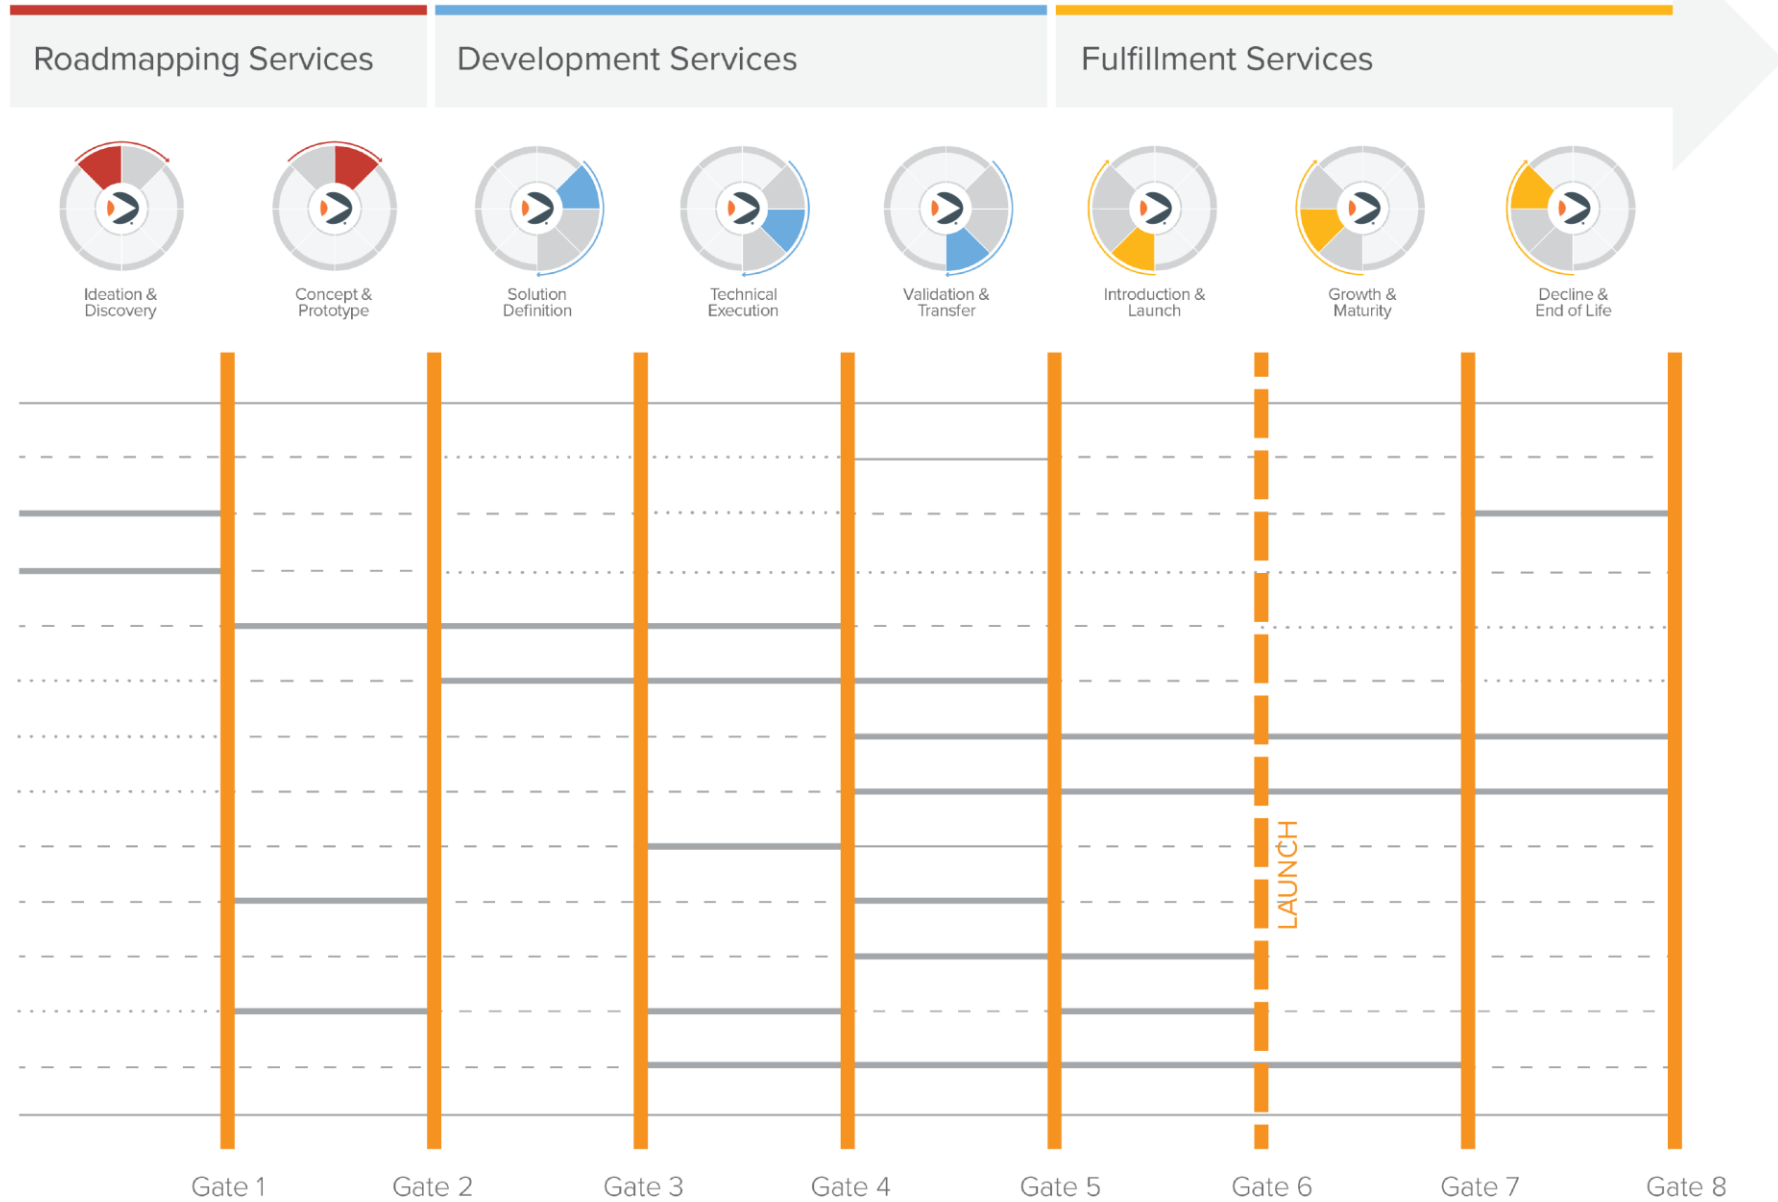 Roadmapping Services
Development Services
Fulfillment Services
Ideation &
Discovery
Concept &
Prototype
Solution
Definition
Technical
Execution
Validation &
Transfer
Introduction &
Launch
Growth &
Maturity
Decline &
End of Life
LAUNCH
Gate 1
Gate 2
Gate 3
Gate 4
Gate 5
Gate 6
Gate 7
Gate 8